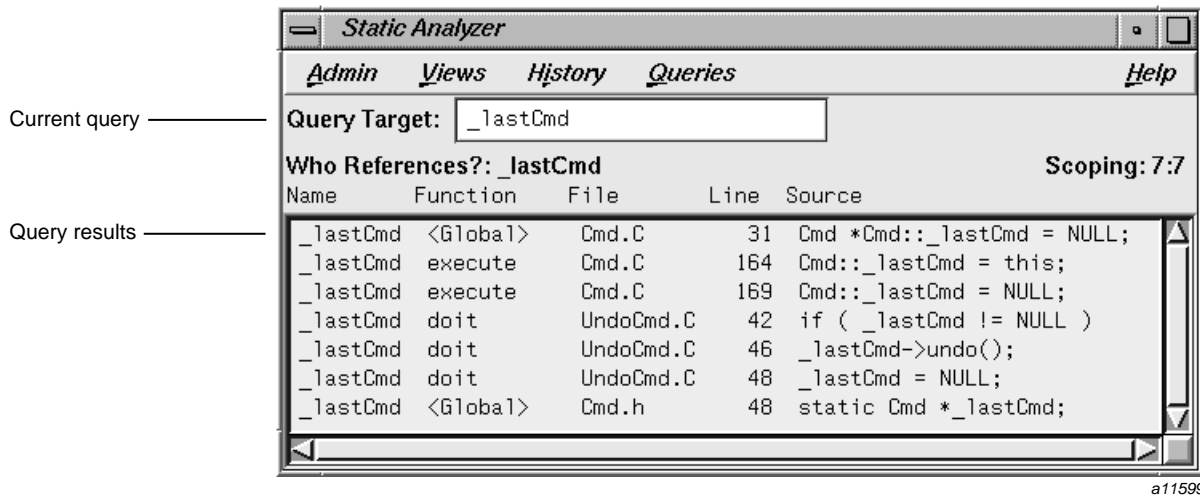 Static Analyzer
Admin Views History Queries Help
Current query
Query Target: _lastCmd
Who References?: _lastCmd Scoping: 7:7
Name Function File Line Source
Query results
_lastCmd <Global> Cmd.C 31 Cmd *Cmd::_lastCmd = NULL;
_lastCmd execute Cmd.C 164 Cmd::_lastCmd = this;
_lastCmd execute Cmd.C 169 Cmd::_lastCmd = NULL;
_lastCmd doit UndoCmd.C 42 if ( _lastCmd != NULL )
_lastCmd doit UndoCmd.C 46 _lastCmd->undo();
_lastCmd doit UndoCmd.C 48 _lastCmd = NULL;
_lastCmd <Global> Cmd.h 48 static Cmd *_lastCmd;
a11599